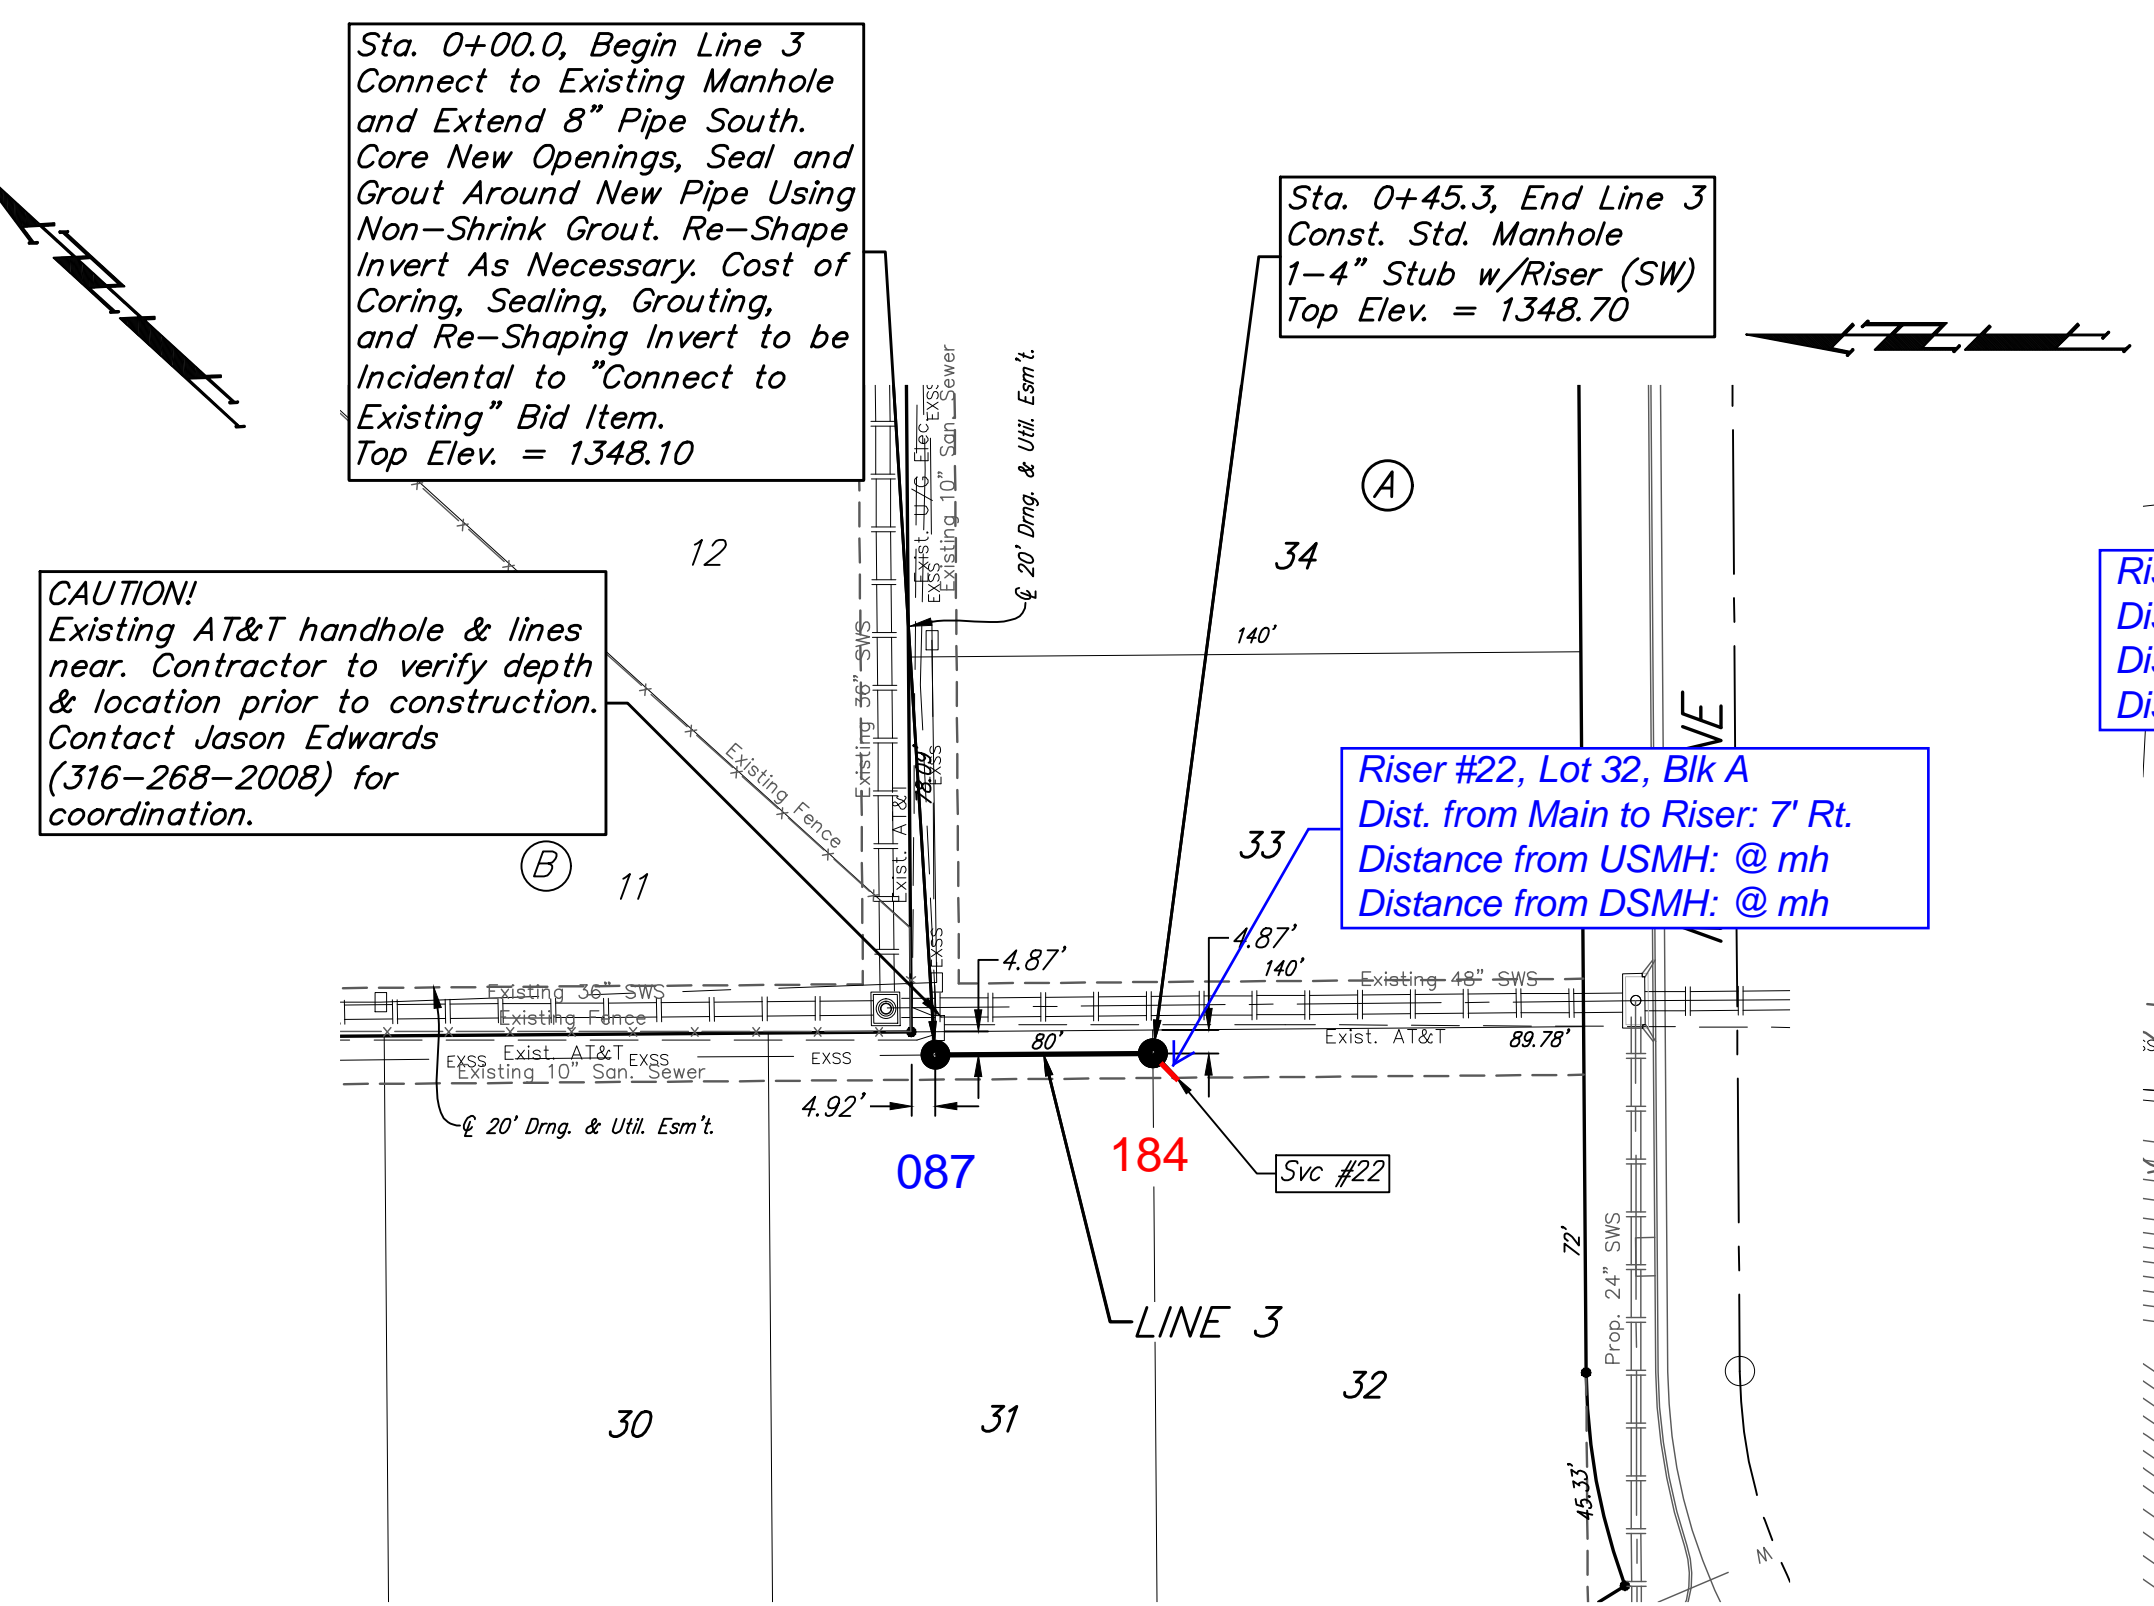 Sta. 0+00.0, Begin Line 3
Connect to Existing Manhole
and Extend 8" Pipe South.
Core New Openings, Seal and
Grout Around New Pipe Using
Non-Shrink Grout. Re-Shape
Invert As Necessary. Cost of
Coring, Sealing, Grouting,
and Re-Shaping Invert to be
Incidental to "Connect to
Existing" Bid Item.
Top Elev. = 1348.10
Sta. 0+45.3, End Line 3
Const. Std. Manhole
1-4" Stub w/Riser (SW)
Top Elev. = 1348.70
CAUTION!
Existing AT&T handhole & lines
near. Contractor to verify depth
& location prior to construction.
Contact Jason Edwards
(316-268-2008) for
coordination.
Riser #22, Lot 32, Blk A
Dist. from Main to Riser: 7' Rt.
Distance from USMH: @ mh
Distance from DSMH: @ mh
12
A
34
140'
Existing 36" SWS
Exist. U/G Elec.
EXSS
Existing 10" San. Sewer
EXSS
℄ 20' Drng. & Util. Esm't.
Existing Fence
Exist. AT&T
78.09'
EXSS
EXSS
B
11
33
4.87'
4.87'
140'
Existing 36" SWS
Existing 48" SWS
Existing Fence
80'
Exist. AT&T
89.78'
EXSS
Exist. AT&T
EXSS
EXSS
Existing 10" San. Sewer
4.92'
℄ 20' Drng. & Util. Esm't.
087
184
Svc #22
72'
Prop. 24" SWS
LINE 3
32
30
31
45.33'
W